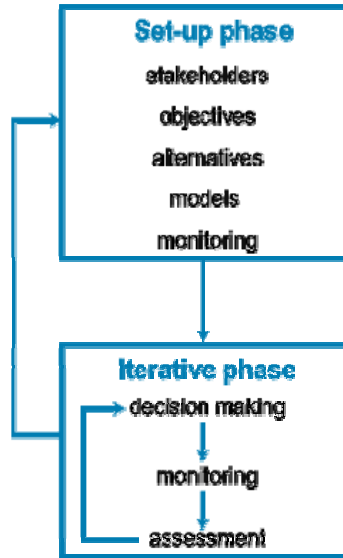 Set-up phase
stakeholders
objectives
alternatives
models
monitoring
Iterative phase
decision making
monitoring
assessment